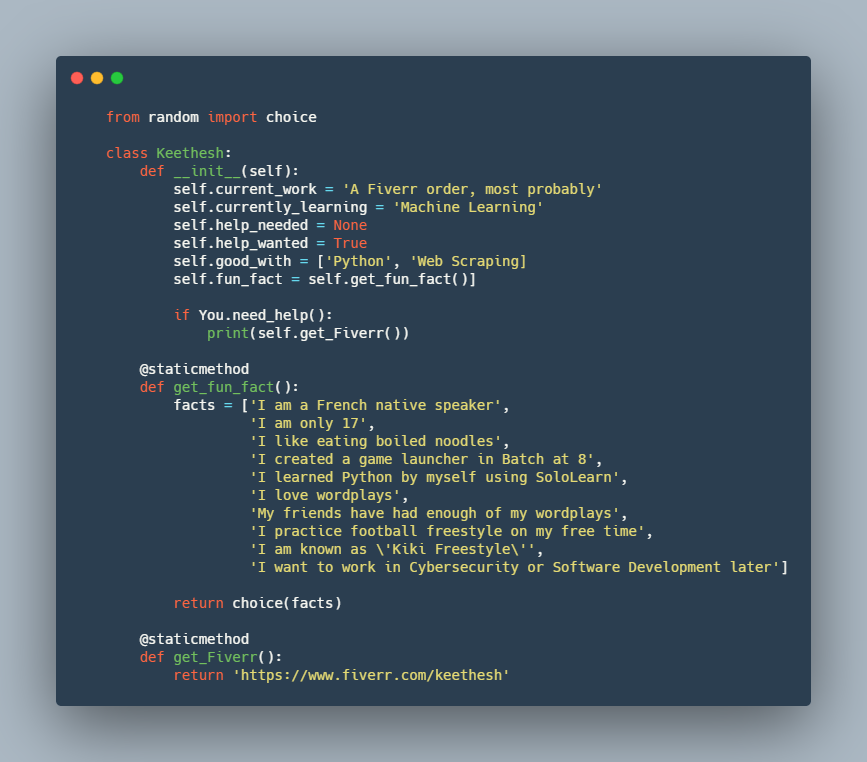 from random import choice
class Keethesh:
def __init__(self):
self.current_work = 'A Fiverr order, most probably'
self.currently_learning = 'Machine Learning'
self.help_needed = None
self.help_wanted = True
self.good_with = ['Python', 'Web Scraping]
self.fun_fact = self.get_fun_fact()]
if You.need_help():
print(self.get_Fiverr())
@staticmethod
def get_fun_fact():
facts = ['I am a French native speaker',
'I am only 17',
'I like eating boiled noodles',
'I created a game launcher in Batch at 8',
'I learned Python by myself using SoloLearn',
'I love wordplays',
'My friends have had enough of my wordplays',
'I practice football freestyle on my free time',
'I am known as \'Kiki Freestyle\'',
'I want to work in Cybersecurity or Software Development later']
return choice(facts)
@staticmethod
def get_Fiverr():
return 'https://www.fiverr.com/keethesh'